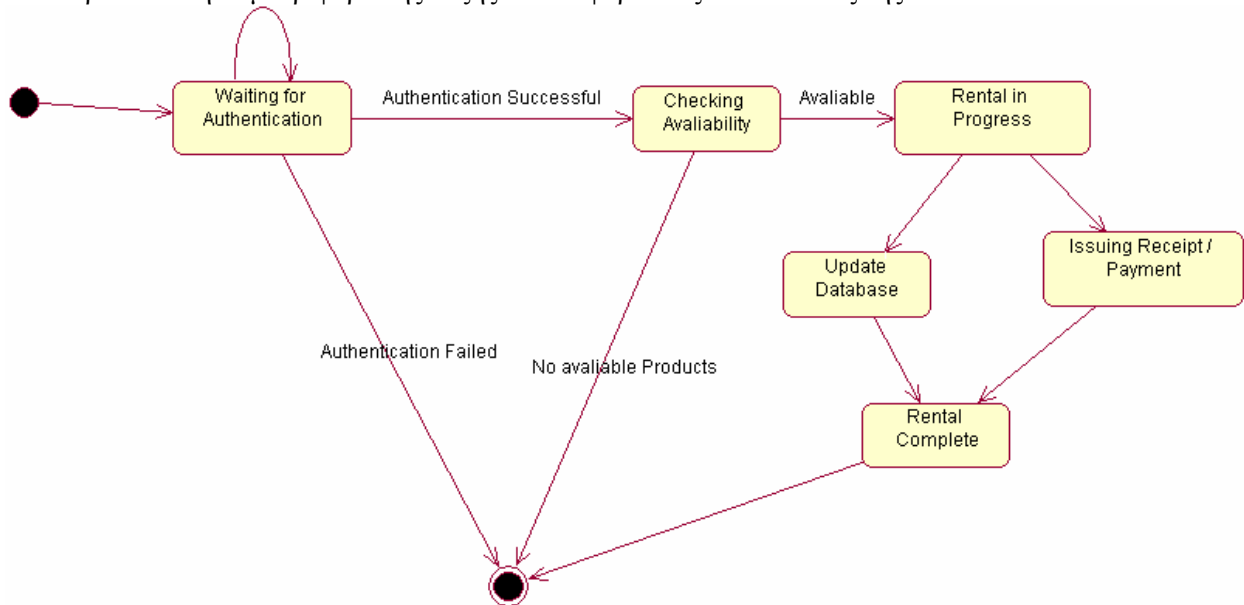 Waiting for
Authentication
Authentication Successful
Checking
Avaliability
Avaliable
Rental in
Progress
Update
Database
Issuing Receipt /
Payment
Authentication Failed
No avaliable Products
Rental
Complete